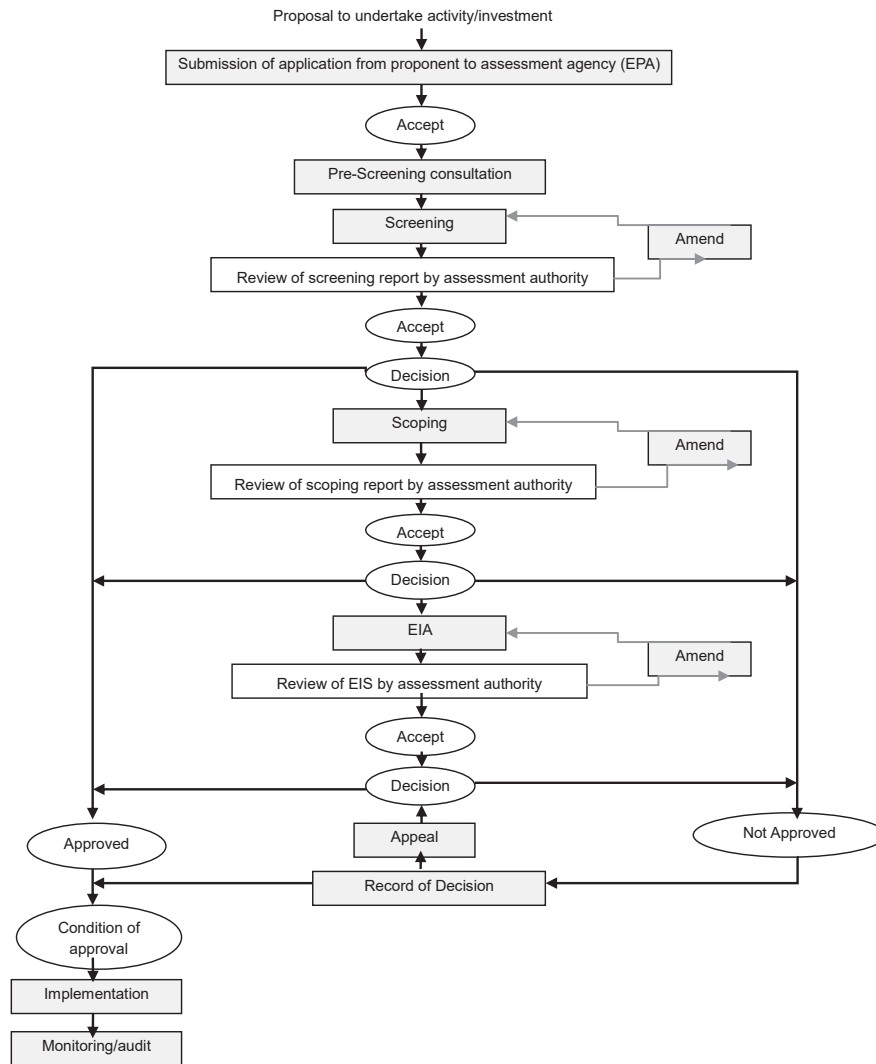 Proposal to undertake activity/investment
Submission of application from proponent to assessment agency (EPA)
Accept
Pre-Screening consultation
Screening
Amend
Review of screening report by assessment authority
Accept
Decision
Scoping
Amend
Review of scoping report by assessment authority
Accept
Decision
EIA
Amend
Review of EIS by assessment authority
Accept
Decision
Appeal
Approved
Not Approved
Record of Decision
Condition of
approval
Implementation
Monitoring/audit